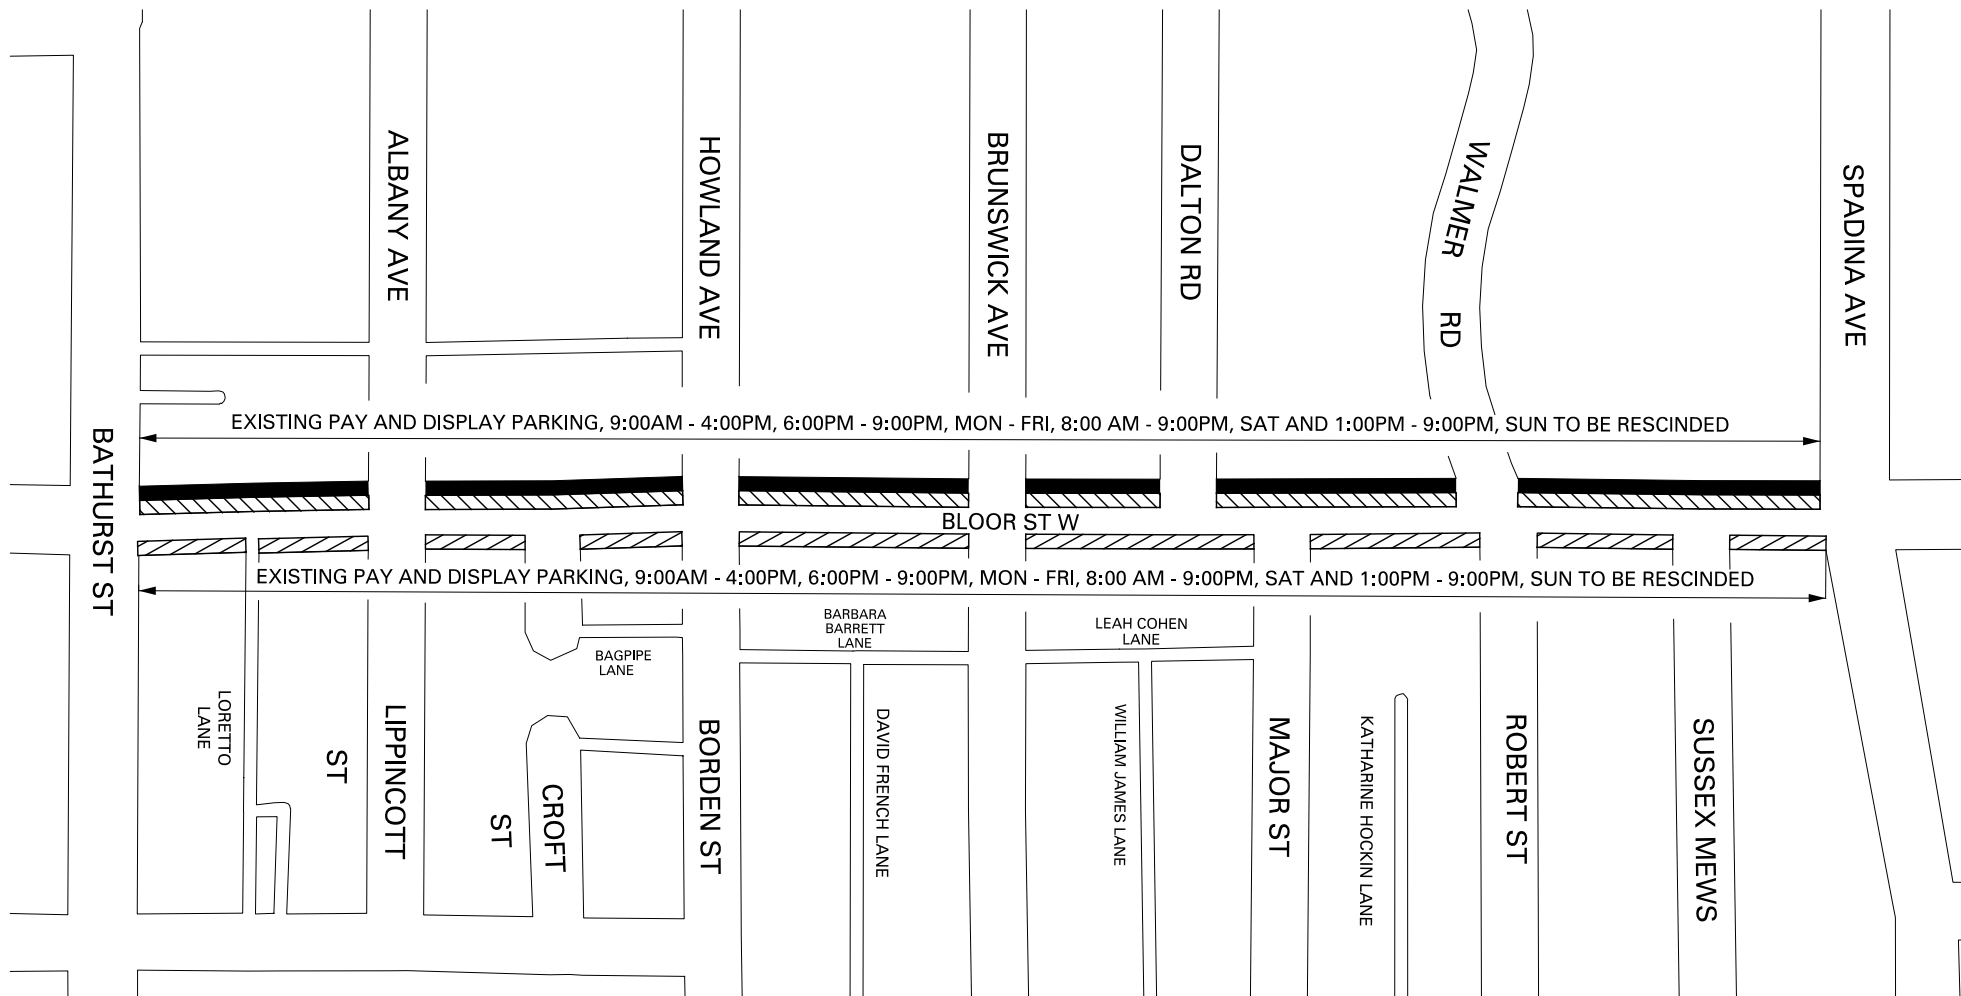 ALBANY AVE
HOWLAND AVE
BRUNSWICK AVE
DALTON RD
WALMER RD
SPADINA AVE
EXISTING PAY AND DISPLAY PARKING, 9:00AM - 4:00PM, 6:00PM - 9:00PM, MON - FRI, 8:00 AM - 9:00PM, SAT AND 1:00PM - 9:00PM, SUN TO BE RESCINDED
BATHURST ST
BLOOR ST W
EXISTING PAY AND DISPLAY PARKING, 9:00AM - 4:00PM, 6:00PM - 9:00PM, MON - FRI, 8:00 AM - 9:00PM, SAT AND 1:00PM - 9:00PM, SUN TO BE RESCINDED
BARBARA
BARRETT
LANE
LEAH COHEN
LANE
BAGPIPE
LANE
LORETTO
LANE
LIPPINCOTT
ST
CROFT
ST
BORDEN ST
DAVID FRENCH LANE
WILLIAM JAMES LANE
MAJOR ST
KATHARINE HOCKIN LANE
ROBERT ST
SUSSEX MEWS